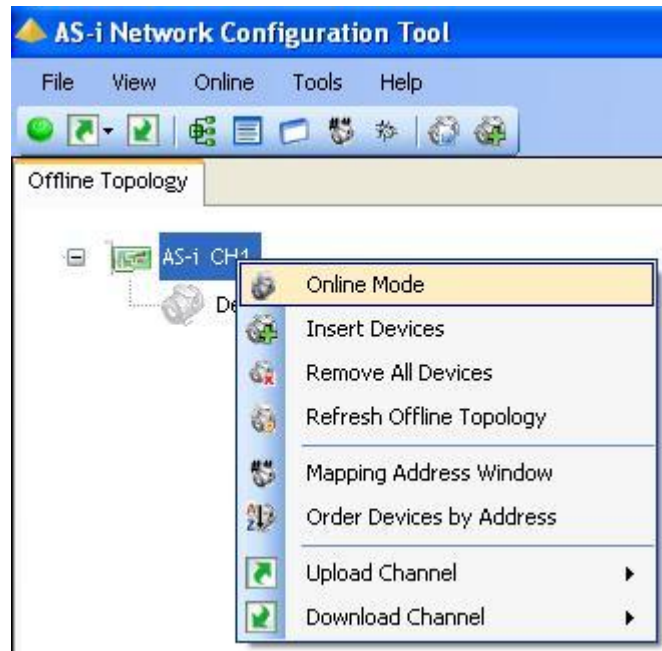 AS-i Network Configuration Tool
File View Online Tools Help
Offline Topology
AS-i CH1
De
Online Mode
Insert Devices
Remove All Devices
Refresh Offline Topology
Mapping Address Window
Order Devices by Address
Upload Channel
Download Channel